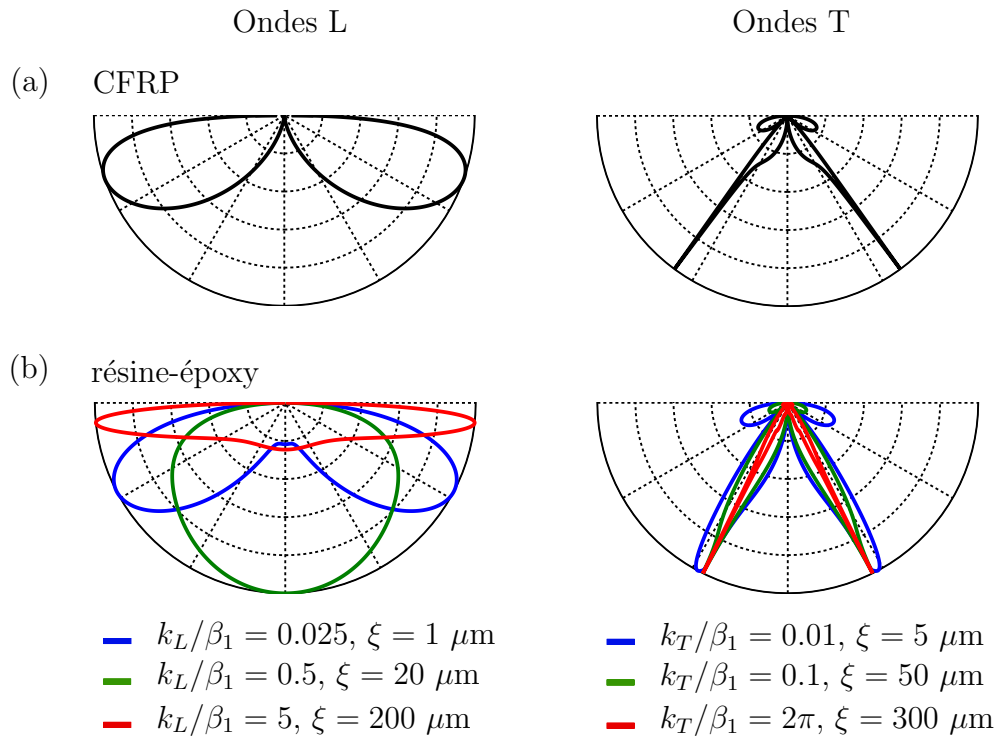 Ondes L
Ondes T
(a) CFRP
(b) résine-époxy
k_L/β_1 = 0.025, ξ = 1 μm
k_L/β_1 = 0.5, ξ = 20 μm
k_L/β_1 = 5, ξ = 200 μm
k_T/β_1 = 0.01, ξ = 5 μm
k_T/β_1 = 0.1, ξ = 50 μm
k_T/β_1 = 2π, ξ = 300 μm